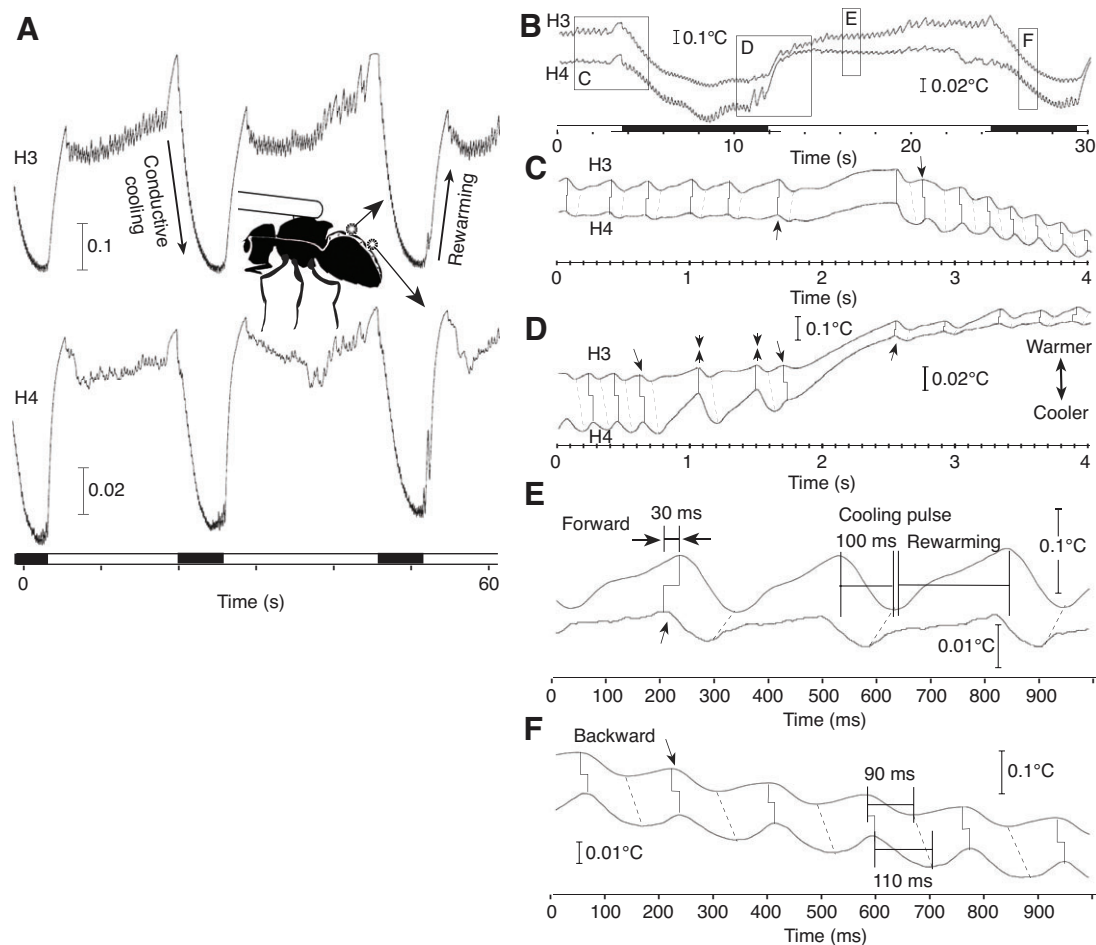 A
H3
0.1
Conductive
cooling
Rewarming
H4
0.02
0 60
Time (s)
B
H3
H4
C
D
E
F
0.1°C
0.02°C
0 10 20 30
Time (s)
C
H3
H4
0 1 2 3 4
Time (s)
D
0.1°C
H3
0.02°C
Warmer
Cooler
H4
0 1 2 3 4
Time (s)
E
30 ms
Forward
Cooling pulse
100 ms
Rewarming
0.1°C
0.01°C
0 100 200 300 400 500 600 700 800 900
Time (ms)
F
Backward
0.1°C
90 ms
0.01°C
110 ms
0 100 200 300 400 500 600 700 800 900
Time (ms)